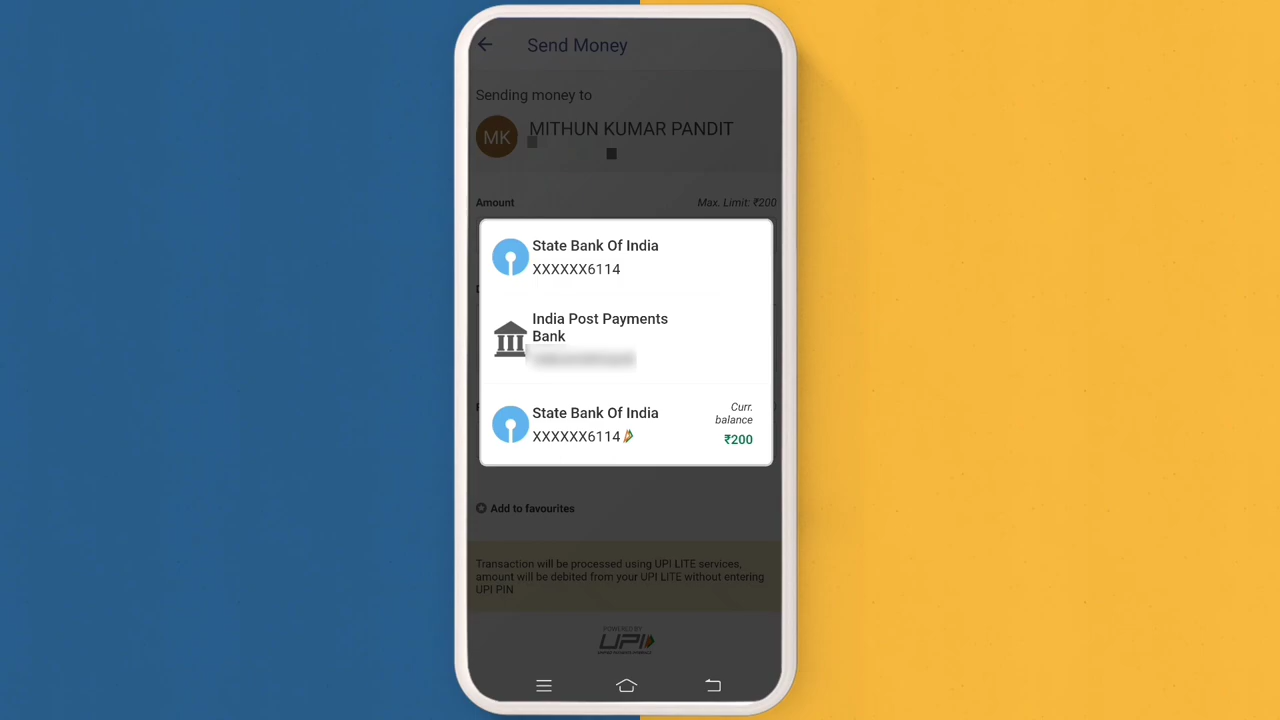 Send Money
Sending money to
MK
MITHUN KUMAR PANDIT
Amount
Max. Limit: ₹200
State Bank Of India
XXXXXX6114
India Post Payments
Bank
State Bank Of India
XXXXXX6114
Curr.
balance
₹200
Add to favourites
Transaction will be processed using UPI LITE services,
amount will be debited from your UPI LITE without entering
UPI PIN
POWERED BY
UPI